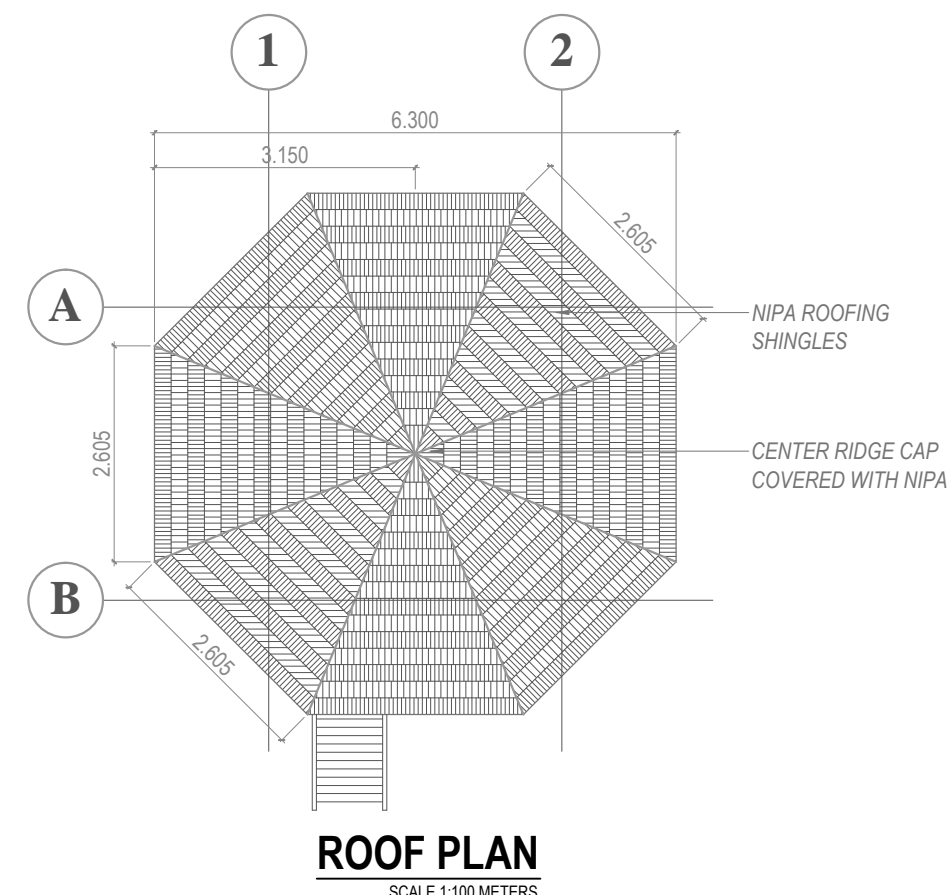 1
2
6.300
3.150
2.605
A
NIPA ROOFING
SHINGLES
2.605
CENTER RIDGE CAP
COVERED WITH NIPA
B
2.605
ROOF PLAN
SCALE 1:100 METERS